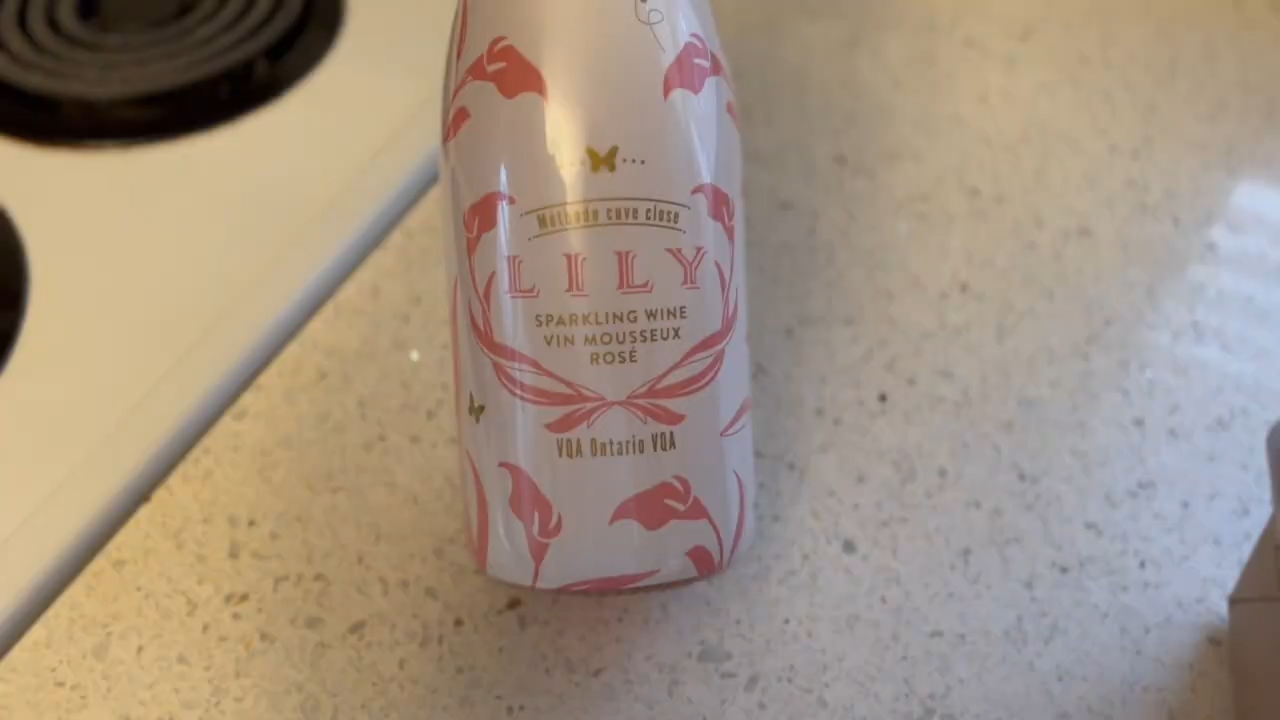 Méthode cuve close
LILY
SPARKLING WINE
VIN MOUSSEUX
ROSÉ
VQA Ontario VQA